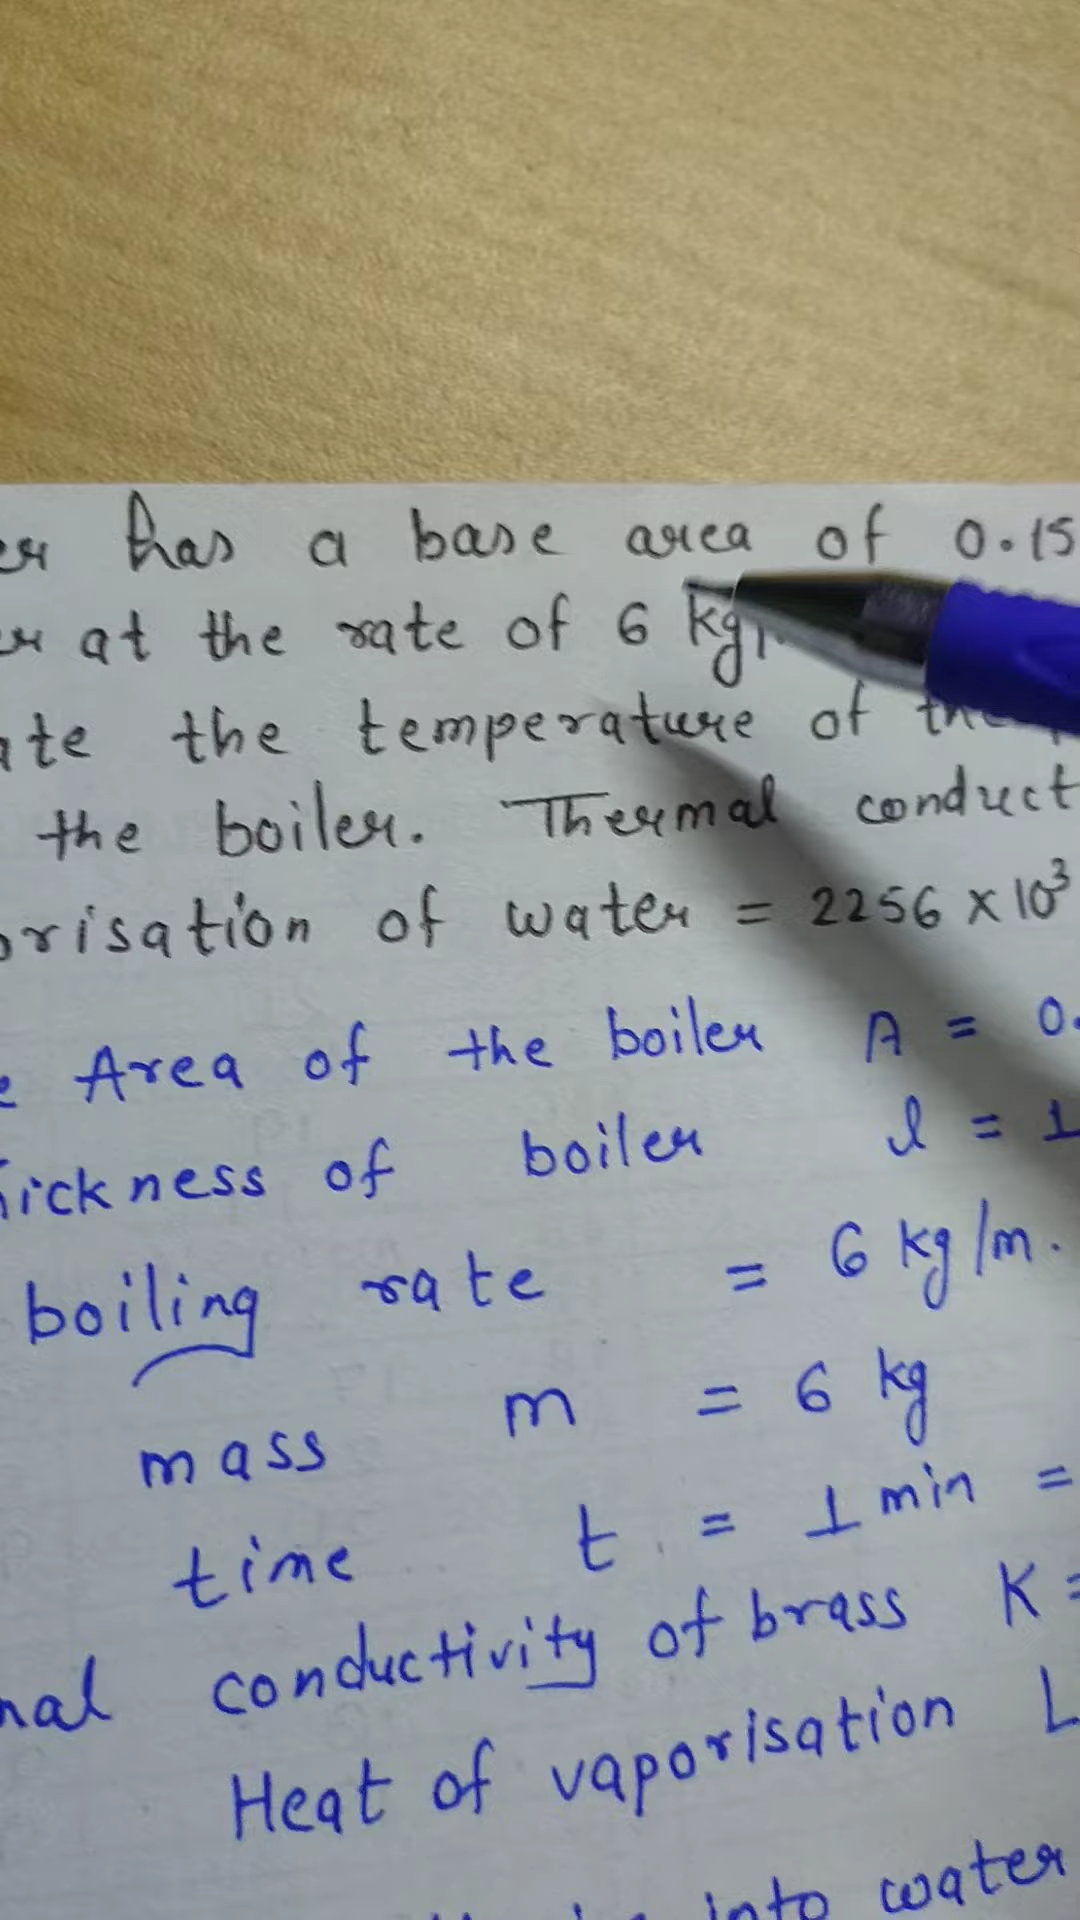 has a base area of 0.15
at the rate of 6 kg
the temperature of
the boiler. Thermal conduct
orisation of water = 2256 x 10³
Area of the boiler A = 0.
ickness of boiler l = 1
boiling rate = 6 kg/m.
mass m = 6 kg
time t = 1 min =
nal conductivity of brass K =
Heat of vaporisation L
into water